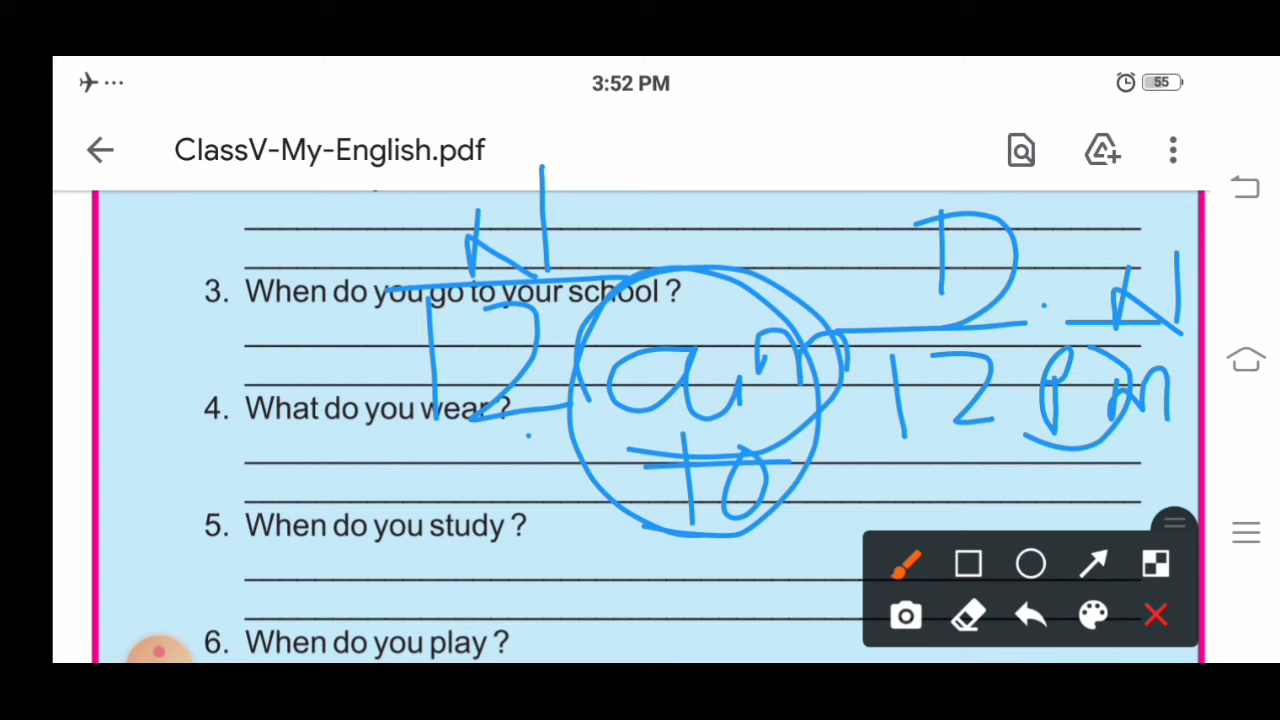 3:52 PM
55
ClassV-My-English.pdf
N
D. N
3. When do you go to your school ?
12 am 12 Pm
4. What do you wear ?
to
5. When do you study ?
6. When do you play ?